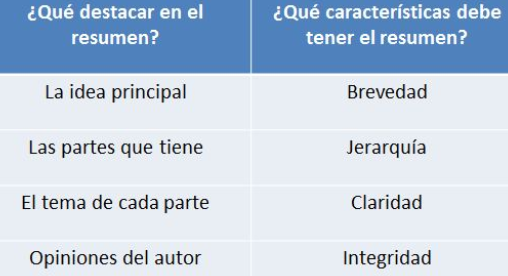 ¿Qué destacar en el
resumen?
¿Qué características debe
tener el resumen?
La idea principal
Brevedad
Las partes que tiene
Jerarquía
El tema de cada parte
Claridad
Opiniones del autor
Integridad